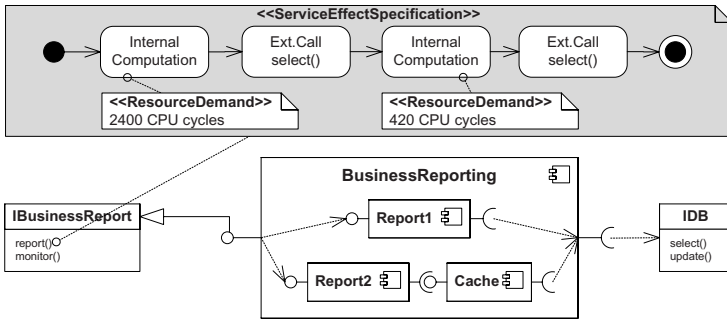 <<ServiceEffectSpecification>>
Internal
Computation
Ext.Call
select()
Internal
Computation
Ext.Call
select()
<<ResourceDemand>>
2400 CPU cycles
<<ResourceDemand>>
420 CPU cycles
BusinessReporting
IBusinessReport
report()
monitor()
Report1
Report2
Cache
IDB
select()
update()